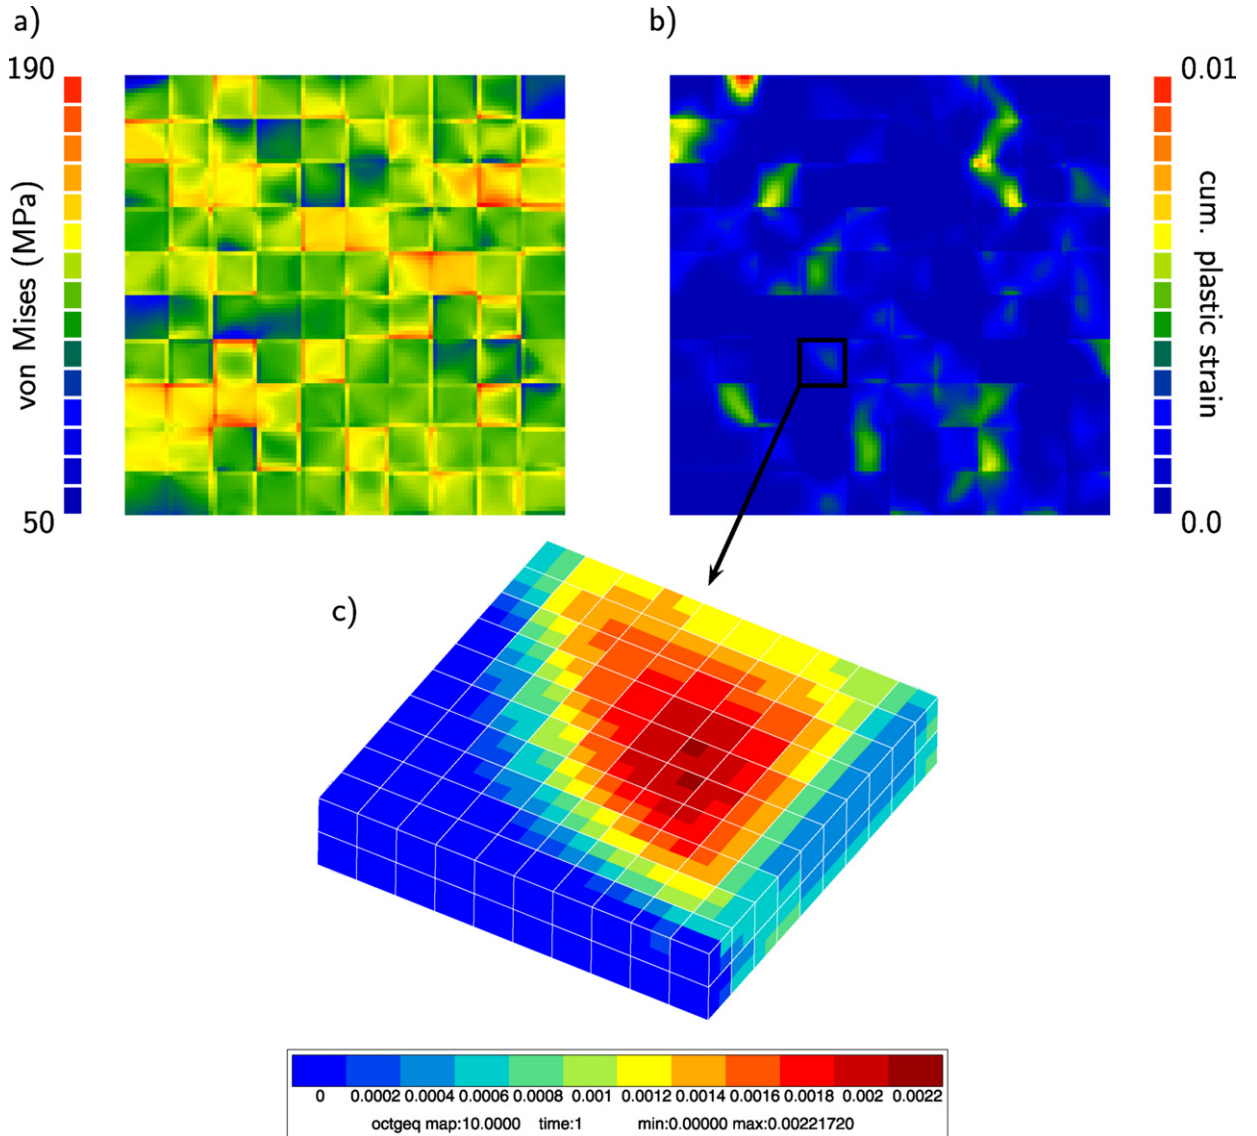 a)
b)
190
von Mises (MPa)
50
0.01
cum. plastic strain
0.0
c)
0 0.0002 0.0004 0.0006 0.0008 0.001 0.0012 0.0014 0.0016 0.0018 0.002 0.0022
octgeq map:10.0000 time:1 min:0.00000 max:0.00221720